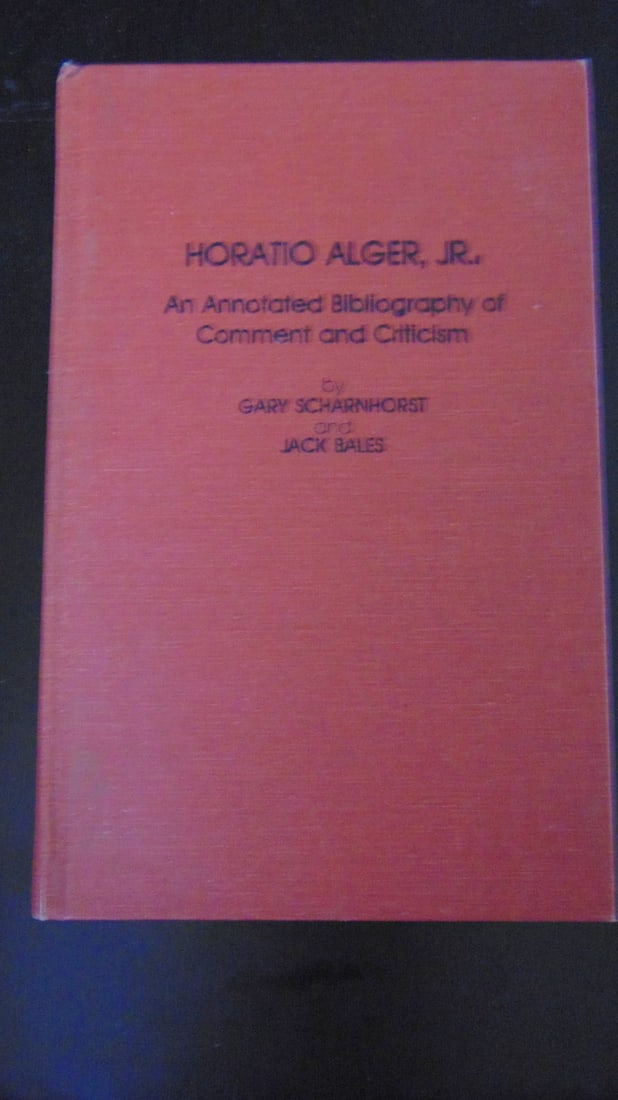 HORATIO ALGER, JR.:
An Annotated Bibliography of
Comment and Criticism
by
GARY SCHARNHORST
and
JACK BALES